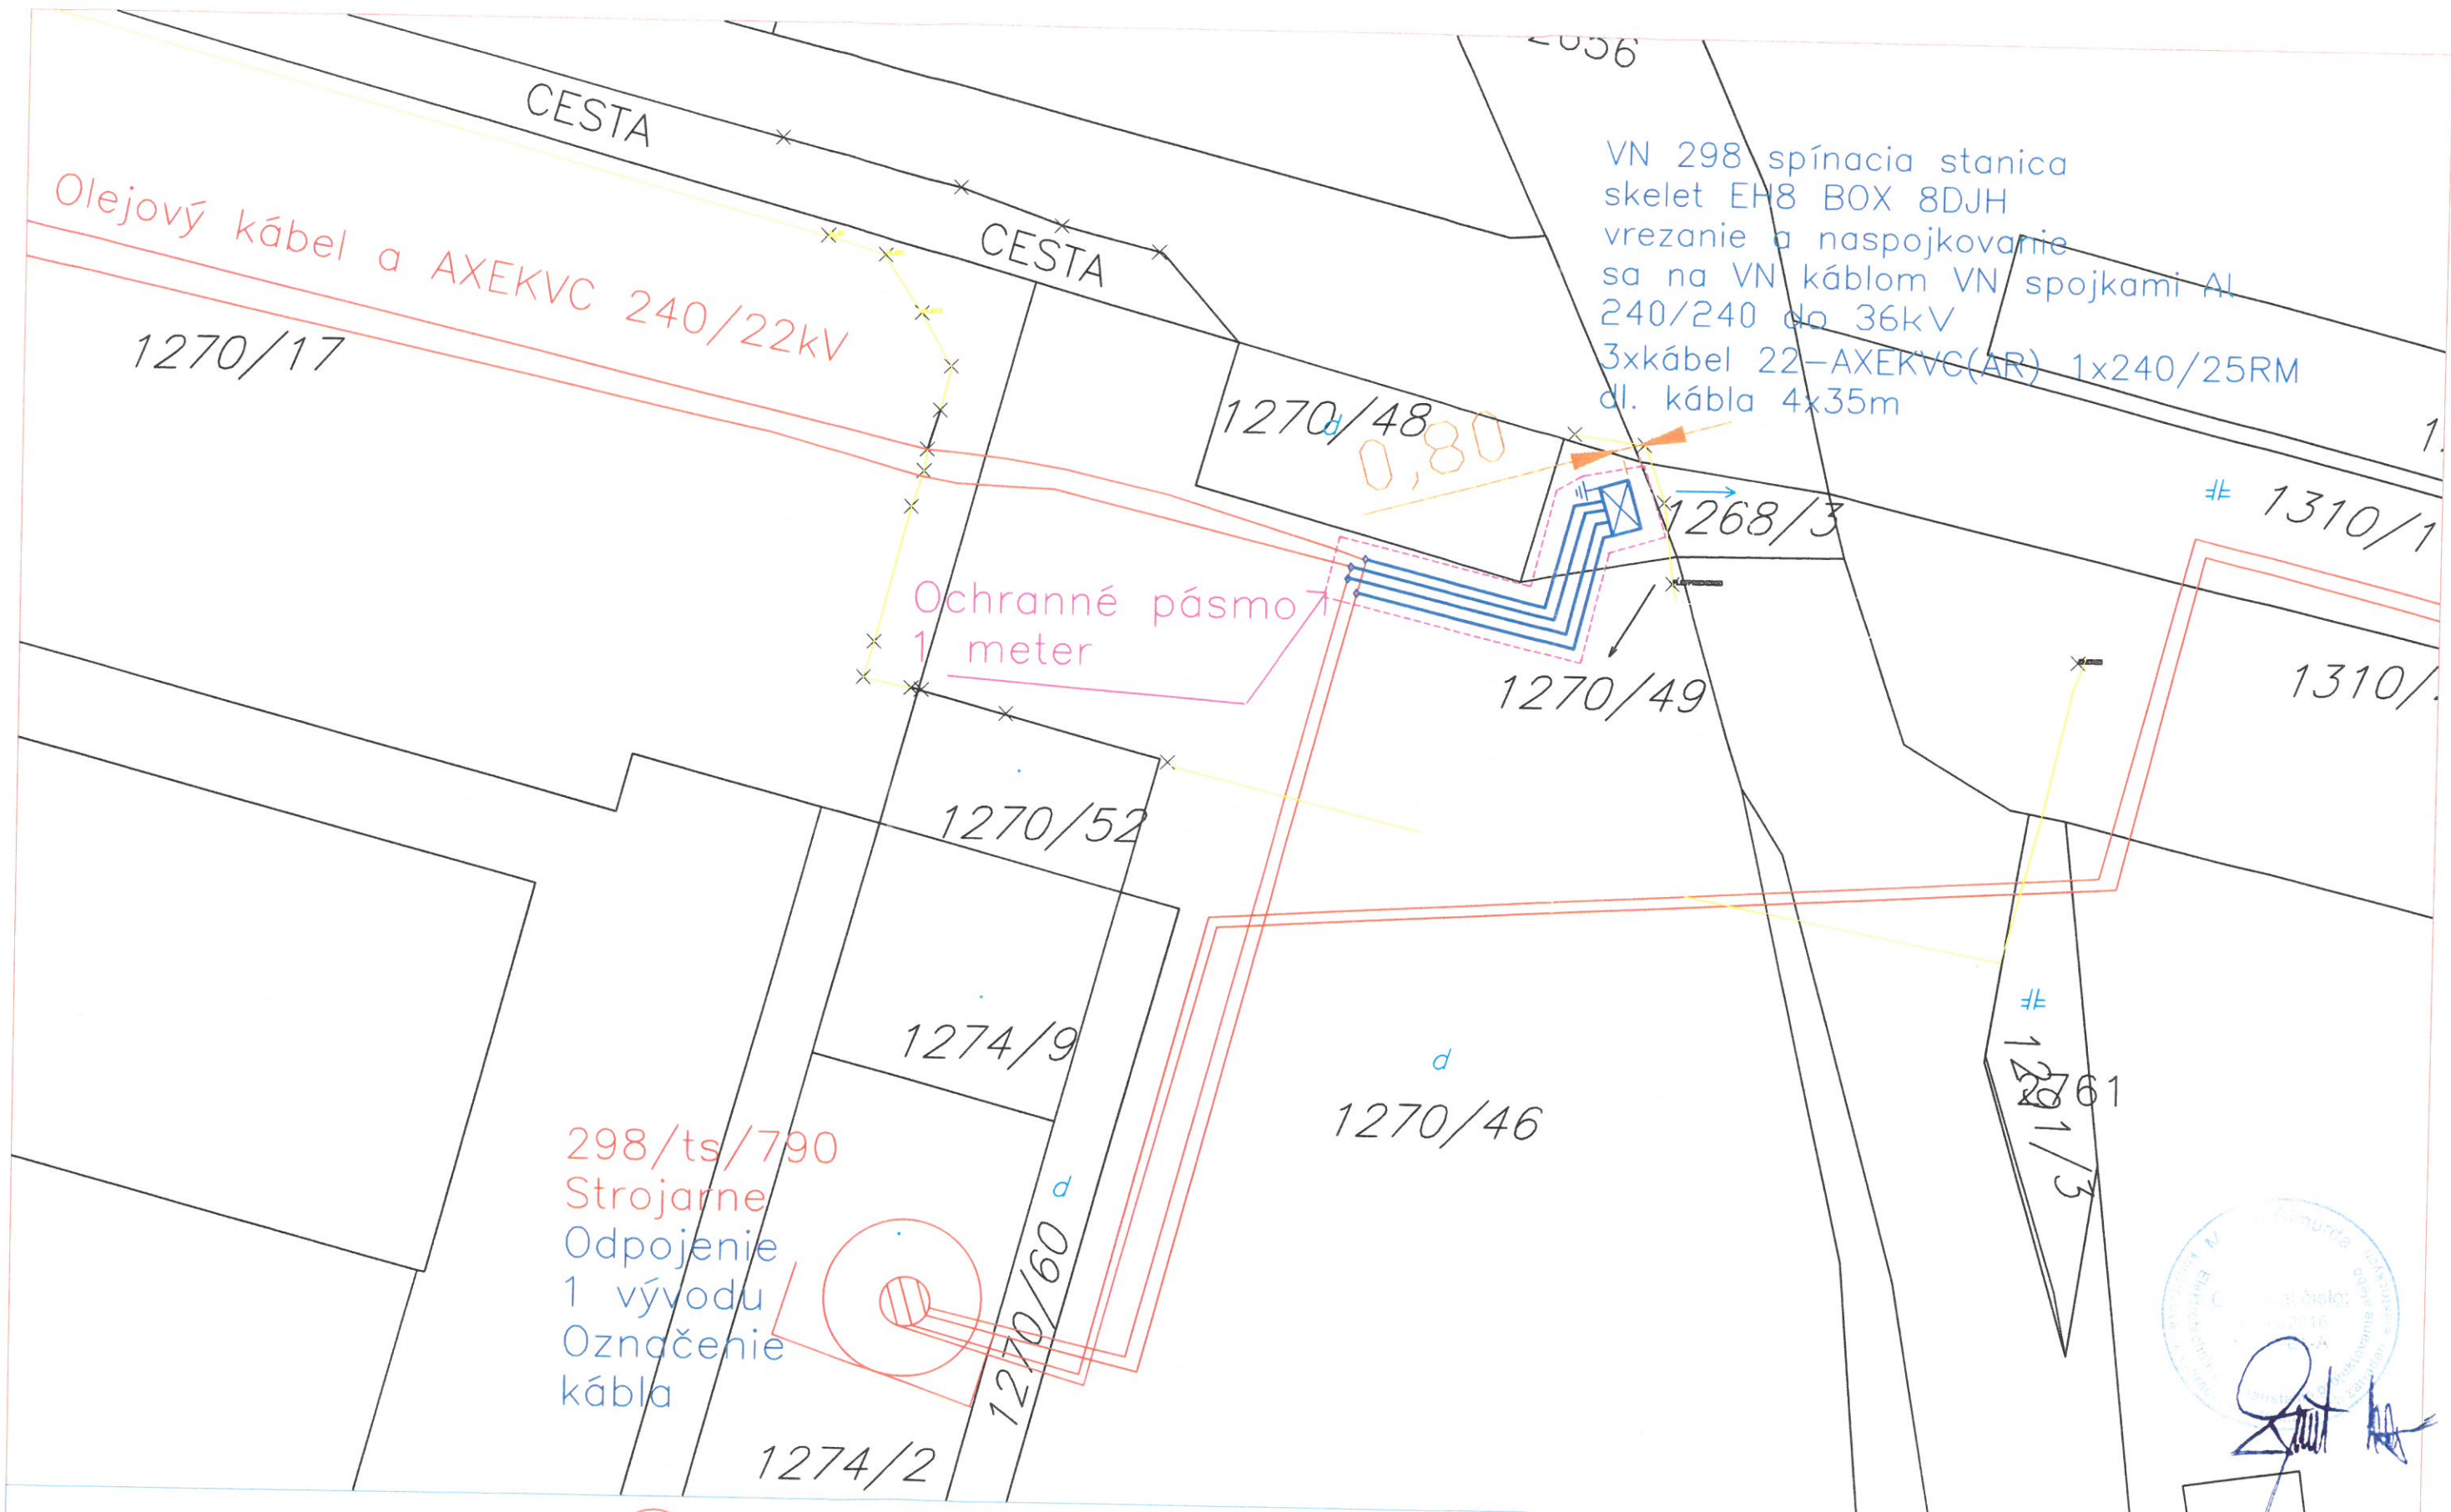 CESTA
VN 298 spínacia stanica
skelet EH8 BOX 8DJH
vrezanie a naspojkovanie
sa na VN káblom VN spojkami Al
240/240 do 36kV
3xkábel 22-AXEKVC(AR) 1x240/25RM
dl. kábla 4x35m
Olejový kábel a AXEKVC 240/22kV
CESTA
1270/17
1270/48
d
0,80
1268/3
1310/1
Ochranné pásmo
1 meter
1270/49
1310/
1270/52
1274/9
d
1270/46
298/ts/790
Strojarne
Odpojenie
1 vývodu
Označenie
kábla
d
1270/60
1274/2